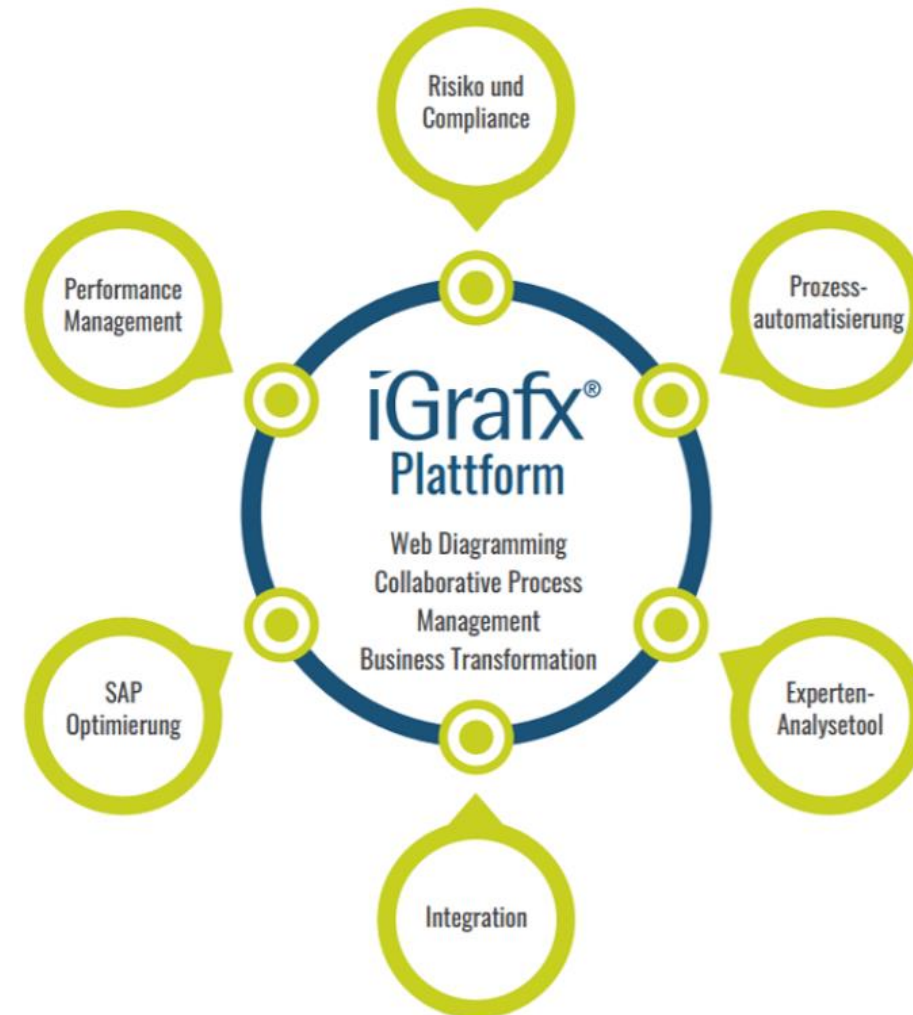 Risiko und
Compliance
Performance
Management
Prozess-
automatisierung
iGrafx®
Plattform
Web Diagramming
Collaborative Process
Management
Business Transformation
SAP
Optimierung
Experten-
Analysetool
Integration